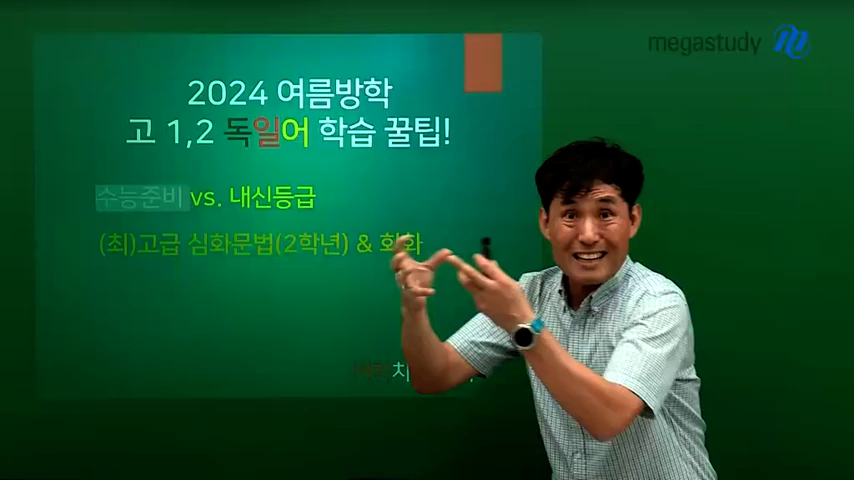 megastudy
2024 여름방학
고 1,2 독일어 학습 꿀팁!
수능준비 vs. 내신등급
(최)고급 심화문법(2학년) & 회화